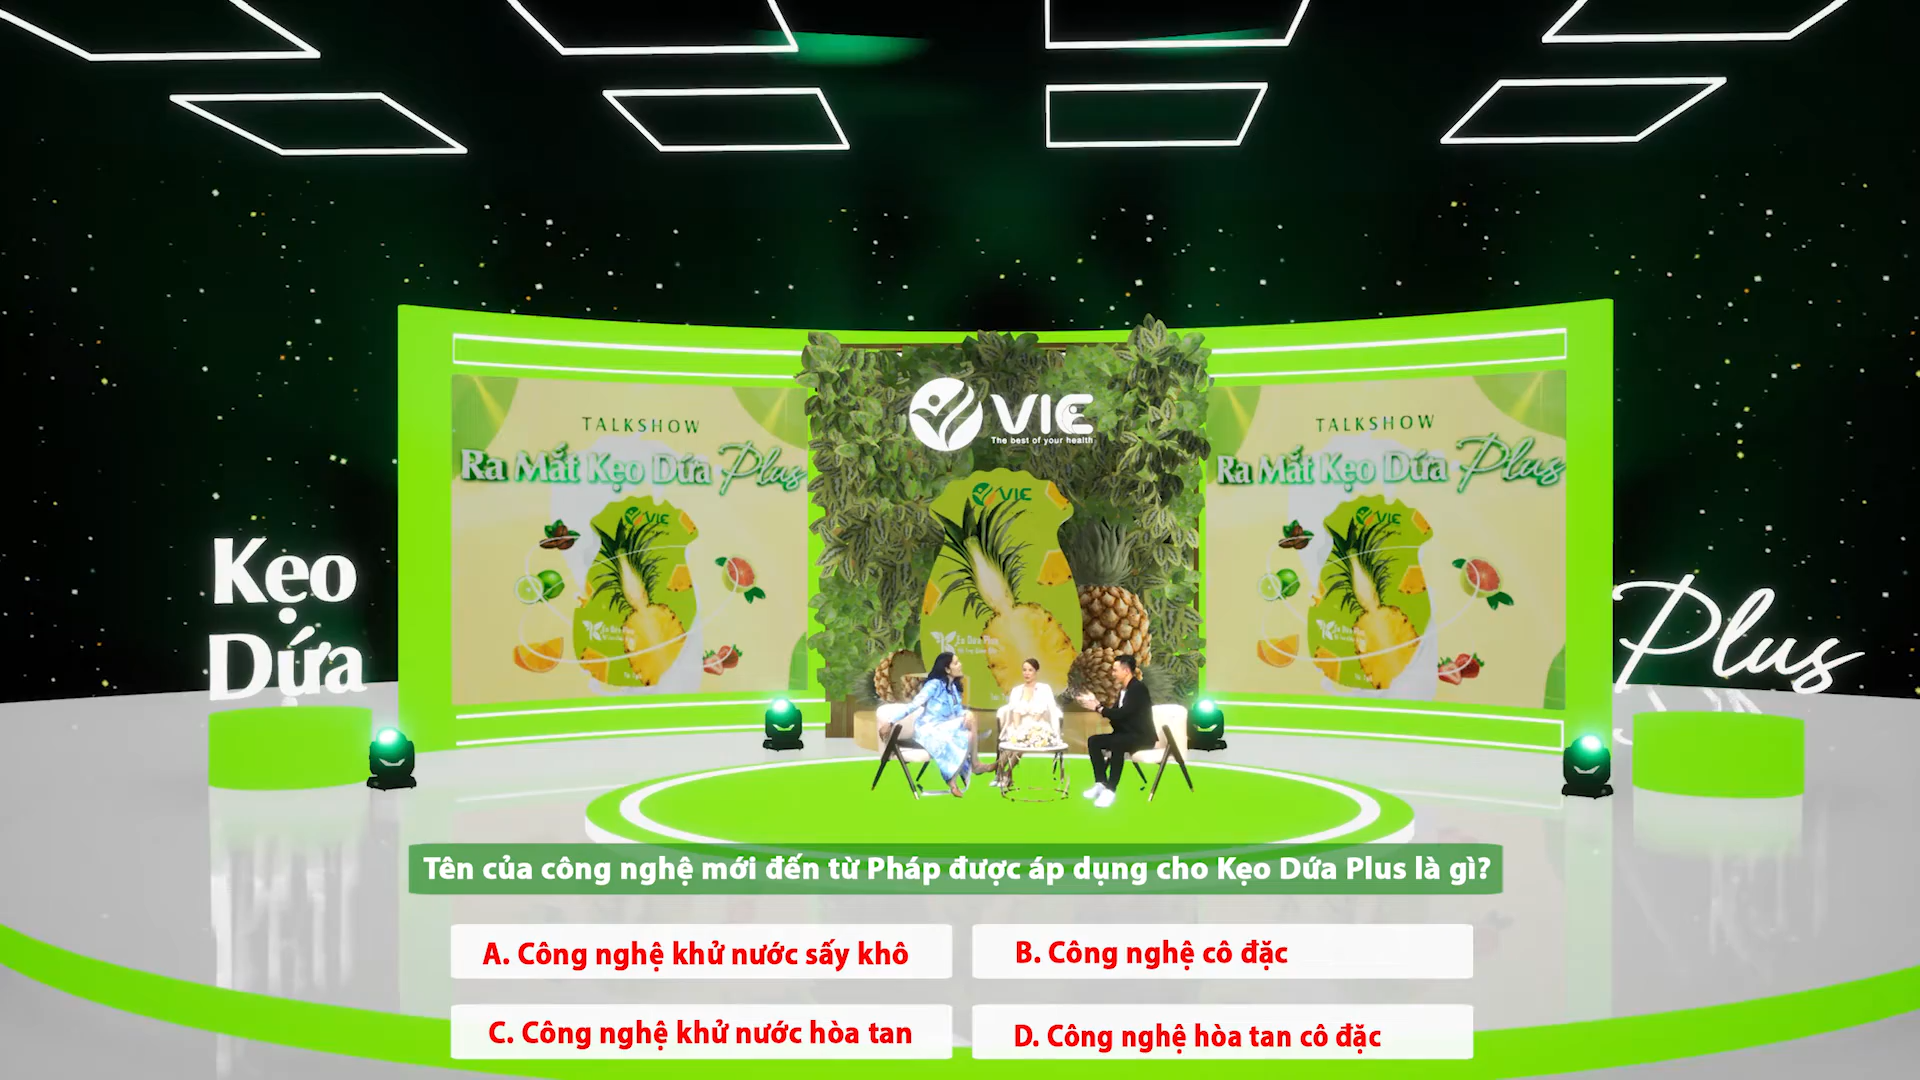 VIE
The best of your health
TALKSHOW
Ra Mắt Kẹo Dứa Plus
VIE
TALKSHOW
Ra Mắt Kẹo Dứa Plus
VIE
VIE
Kẹo
Dứa
Plus
Tên của công nghệ mới đến từ Pháp được áp dụng cho Kẹo Dứa Plus là gì?
A. Công nghệ khử nước sấy khô
B. Công nghệ cô đặc
C. Công nghệ khử nước hòa tan
D. Công nghệ hòa tan cô đặc